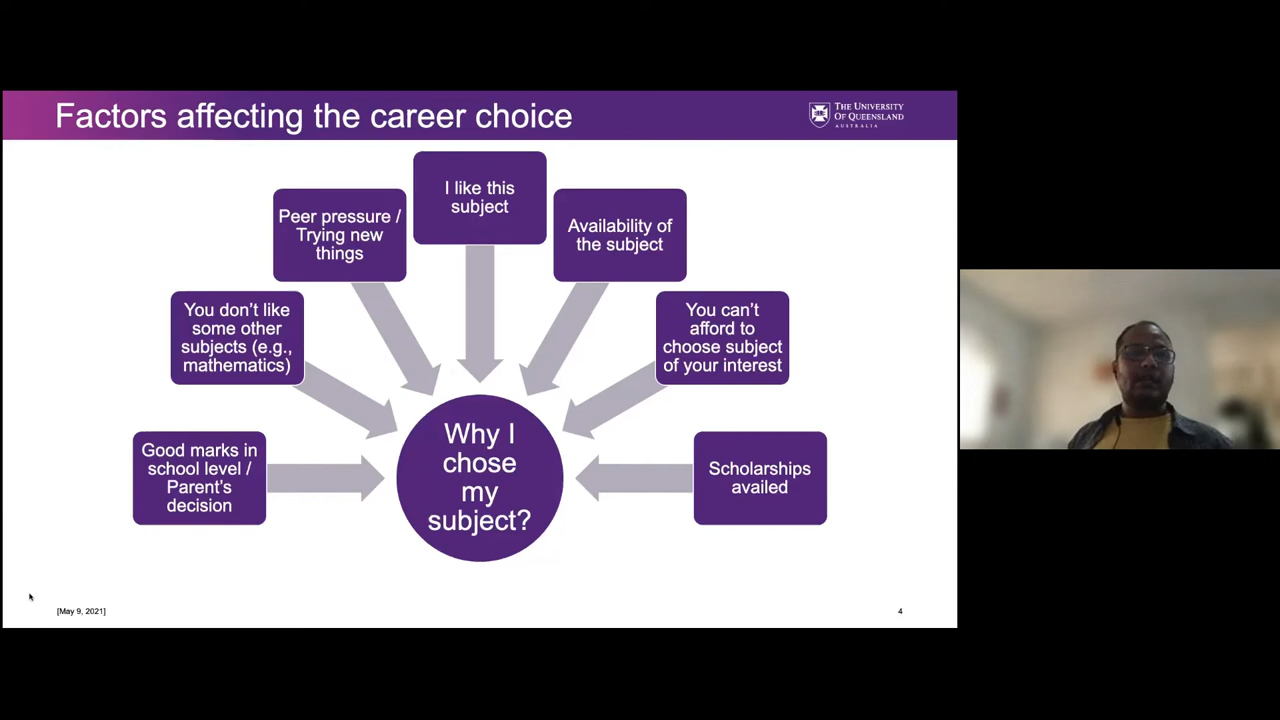 Factors affecting the career choice
THE UNIVERSITY
OF QUEENSLAND
AUSTRALIA
I like this
subject
Peer pressure /
Trying new
things
Availability of
the subject
You don’t like
some other
subjects (e.g.,
mathematics)
You can’t
afford to
choose subject
of your interest
Good marks in
school level /
Parent’s
decision
Why I
chose
my
subject?
Scholarships
availed
[May 9, 2021]
4